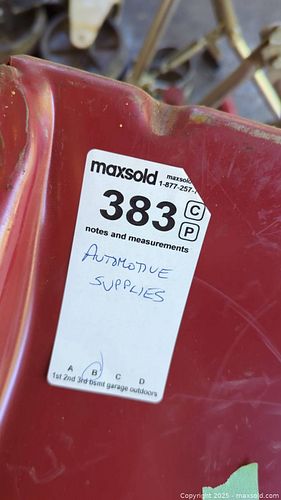 maxsold maxsold
1-877-257-
383 C
P
notes and measurements
AUTOMOTIVE
SUPPLIES
A B C D
1st 2nd 3rd bsmt garage outdoors
Copyright 2025 - maxsold.com